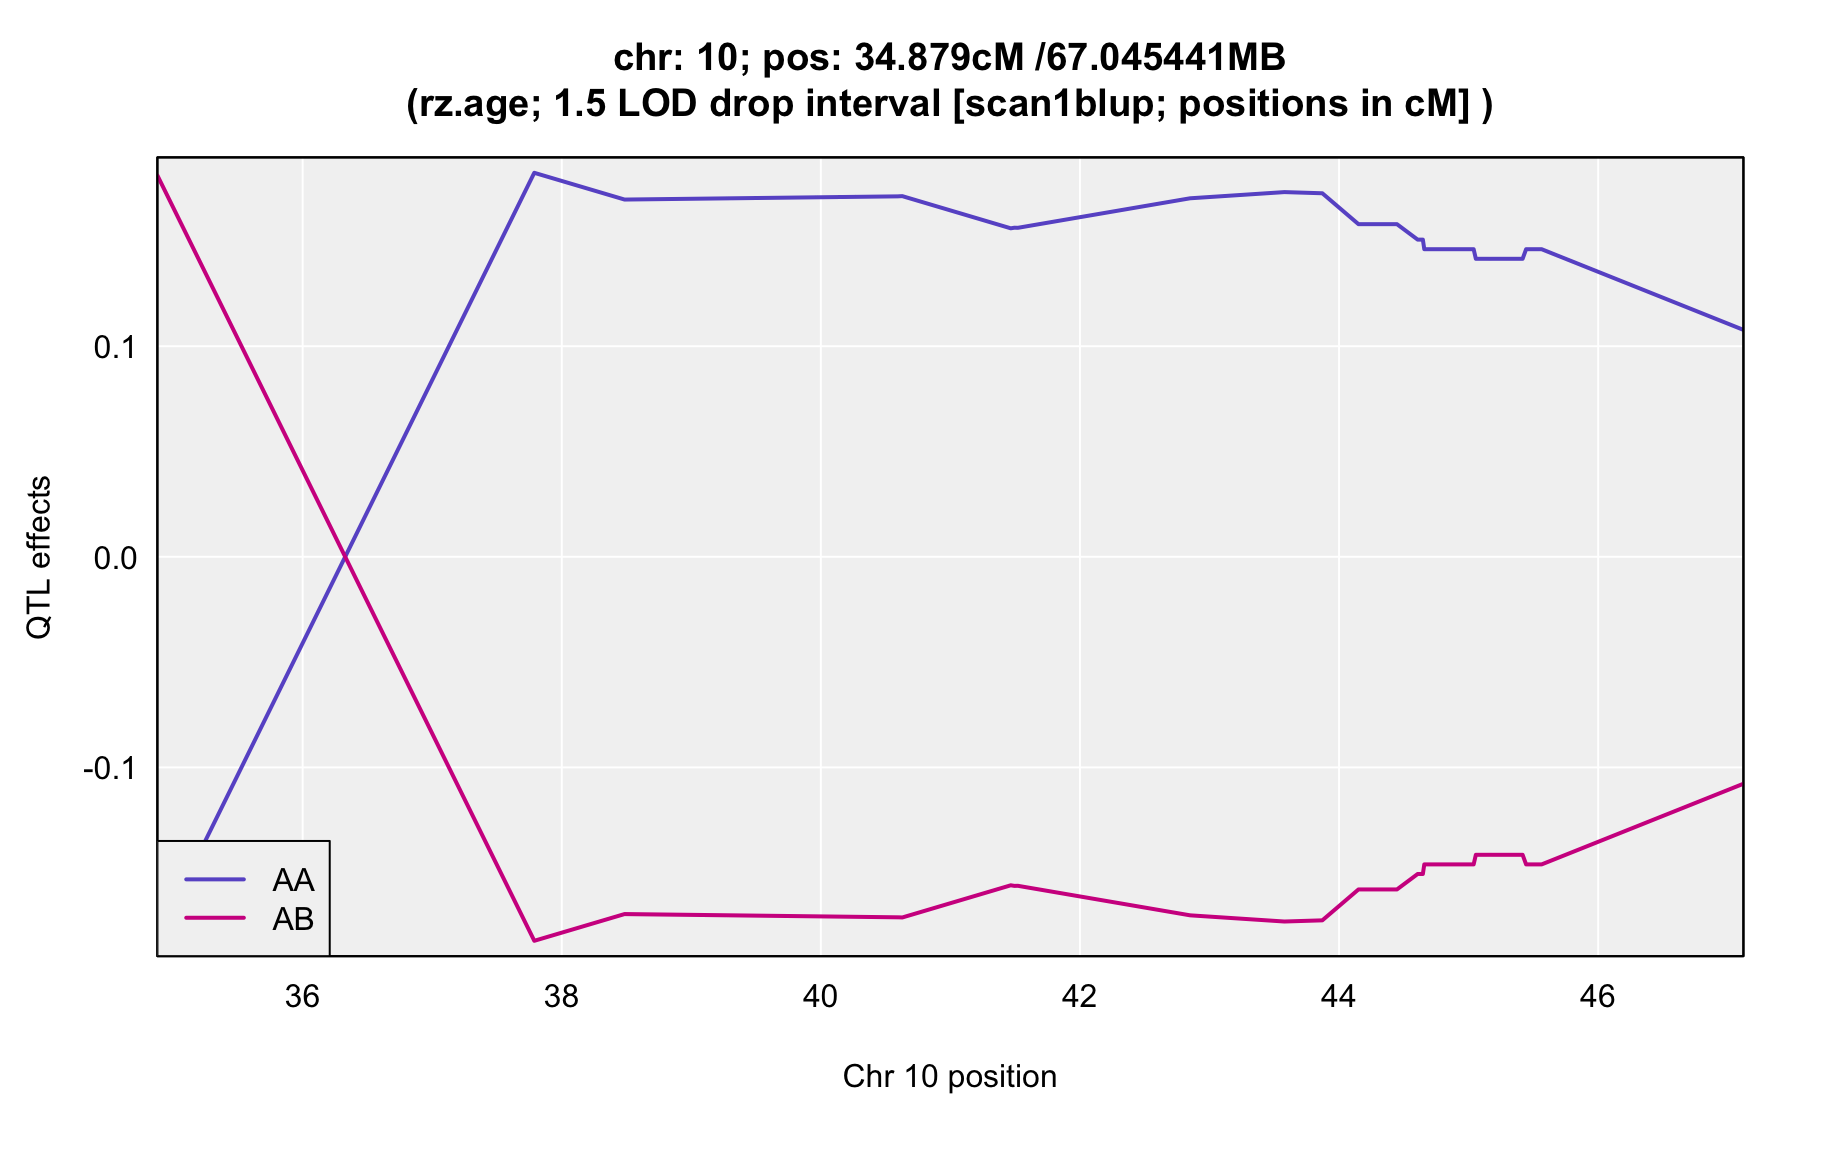 chr: 10; pos: 34.879cM /67.045441MB
(rz.age; 1.5 LOD drop interval [scan1blup; positions in cM] )
QTL effects
0.1
0.0
-0.1
AA
AB
36 38 40 42 44 46
Chr 10 position